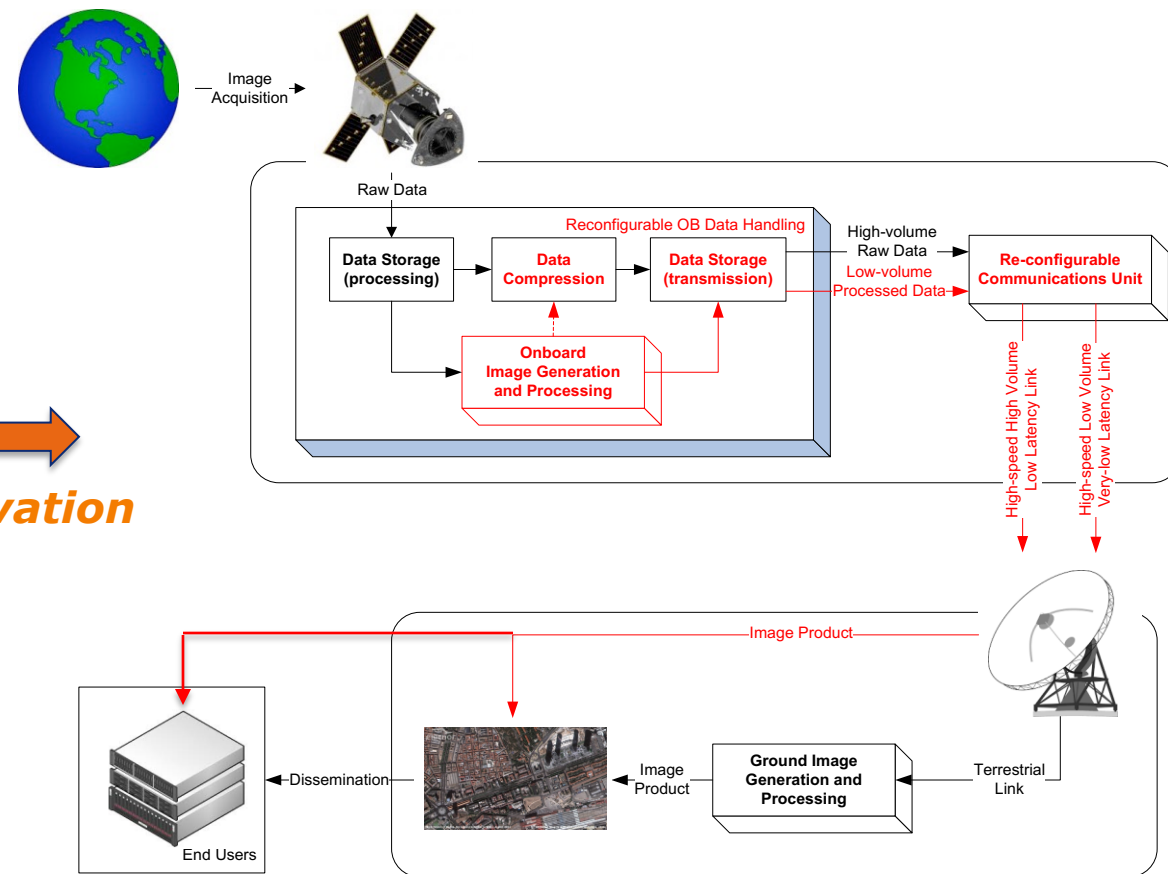 Image
Acquisition
Raw Data
Reconfigurable OB Data Handling
Data Storage
(processing)
Data
Compression
Data Storage
(transmission)
High-volume
Raw Data
Low-volume
Processed Data
Re-configurable
Communications Unit
Onboard
Image Generation
and Processing
High-speed High Volume
Low Latency Link
High-speed Low Volume
Very-low Latency Link
vation
Image Product
End Users
Dissemination
Image
Product
Ground Image
Generation and
Processing
Terrestrial
Link